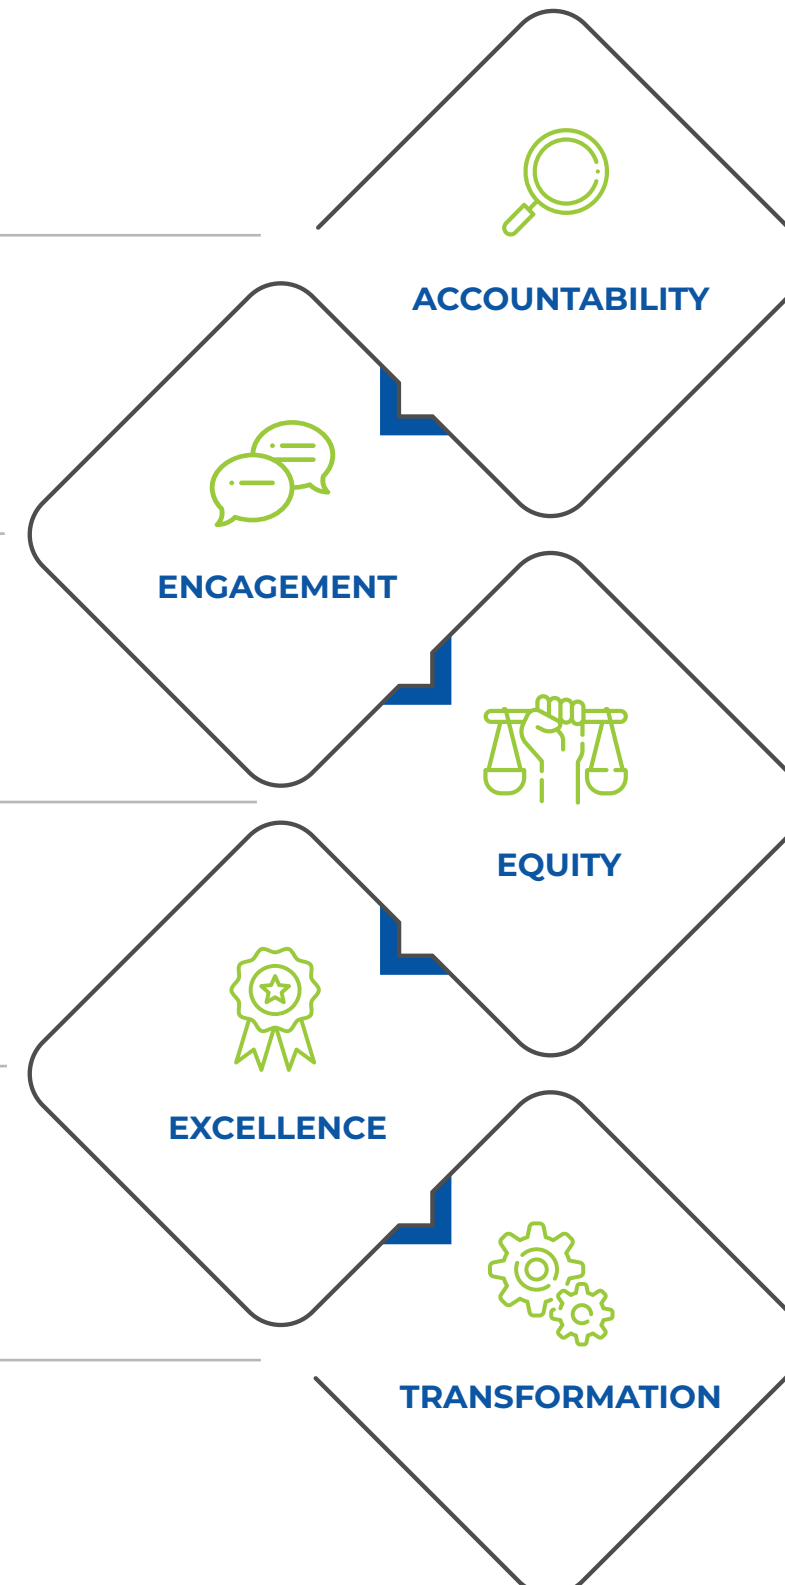 ACCOUNTABILITY
ENGAGEMENT
EQUITY
EXCELLENCE
TRANSFORMATION